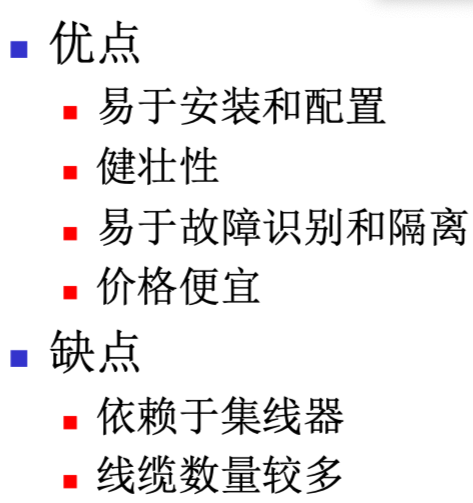 优点
易于安装和配置
健壮性
易于故障识别和隔离
价格便宜
缺点
依赖于集线器
线缆数量较多